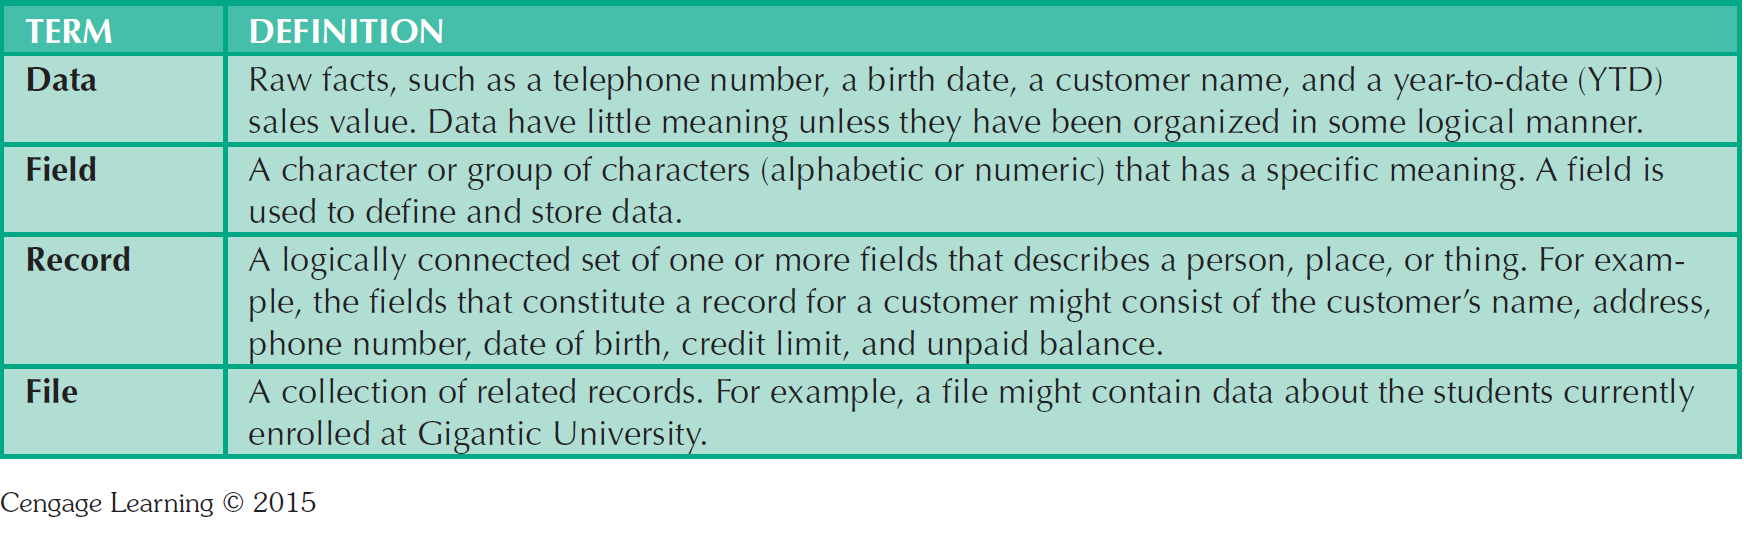 TERM DEFINITION
Data Raw facts, such as a telephone number, a birth date, a customer name, and a year-to-date (YTD)
sales value. Data have little meaning unless they have been organized in some logical manner.
Field A character or group of characters (alphabetic or numeric) that has a specific meaning. A field is
used to define and store data.
Record A logically connected set of one or more fields that describes a person, place, or thing. For exam-
ple, the fields that constitute a record for a customer might consist of the customer’s name, address,
phone number, date of birth, credit limit, and unpaid balance.
File A collection of related records. For example, a file might contain data about the students currently
enrolled at Gigantic University.
Cengage Learning © 2015